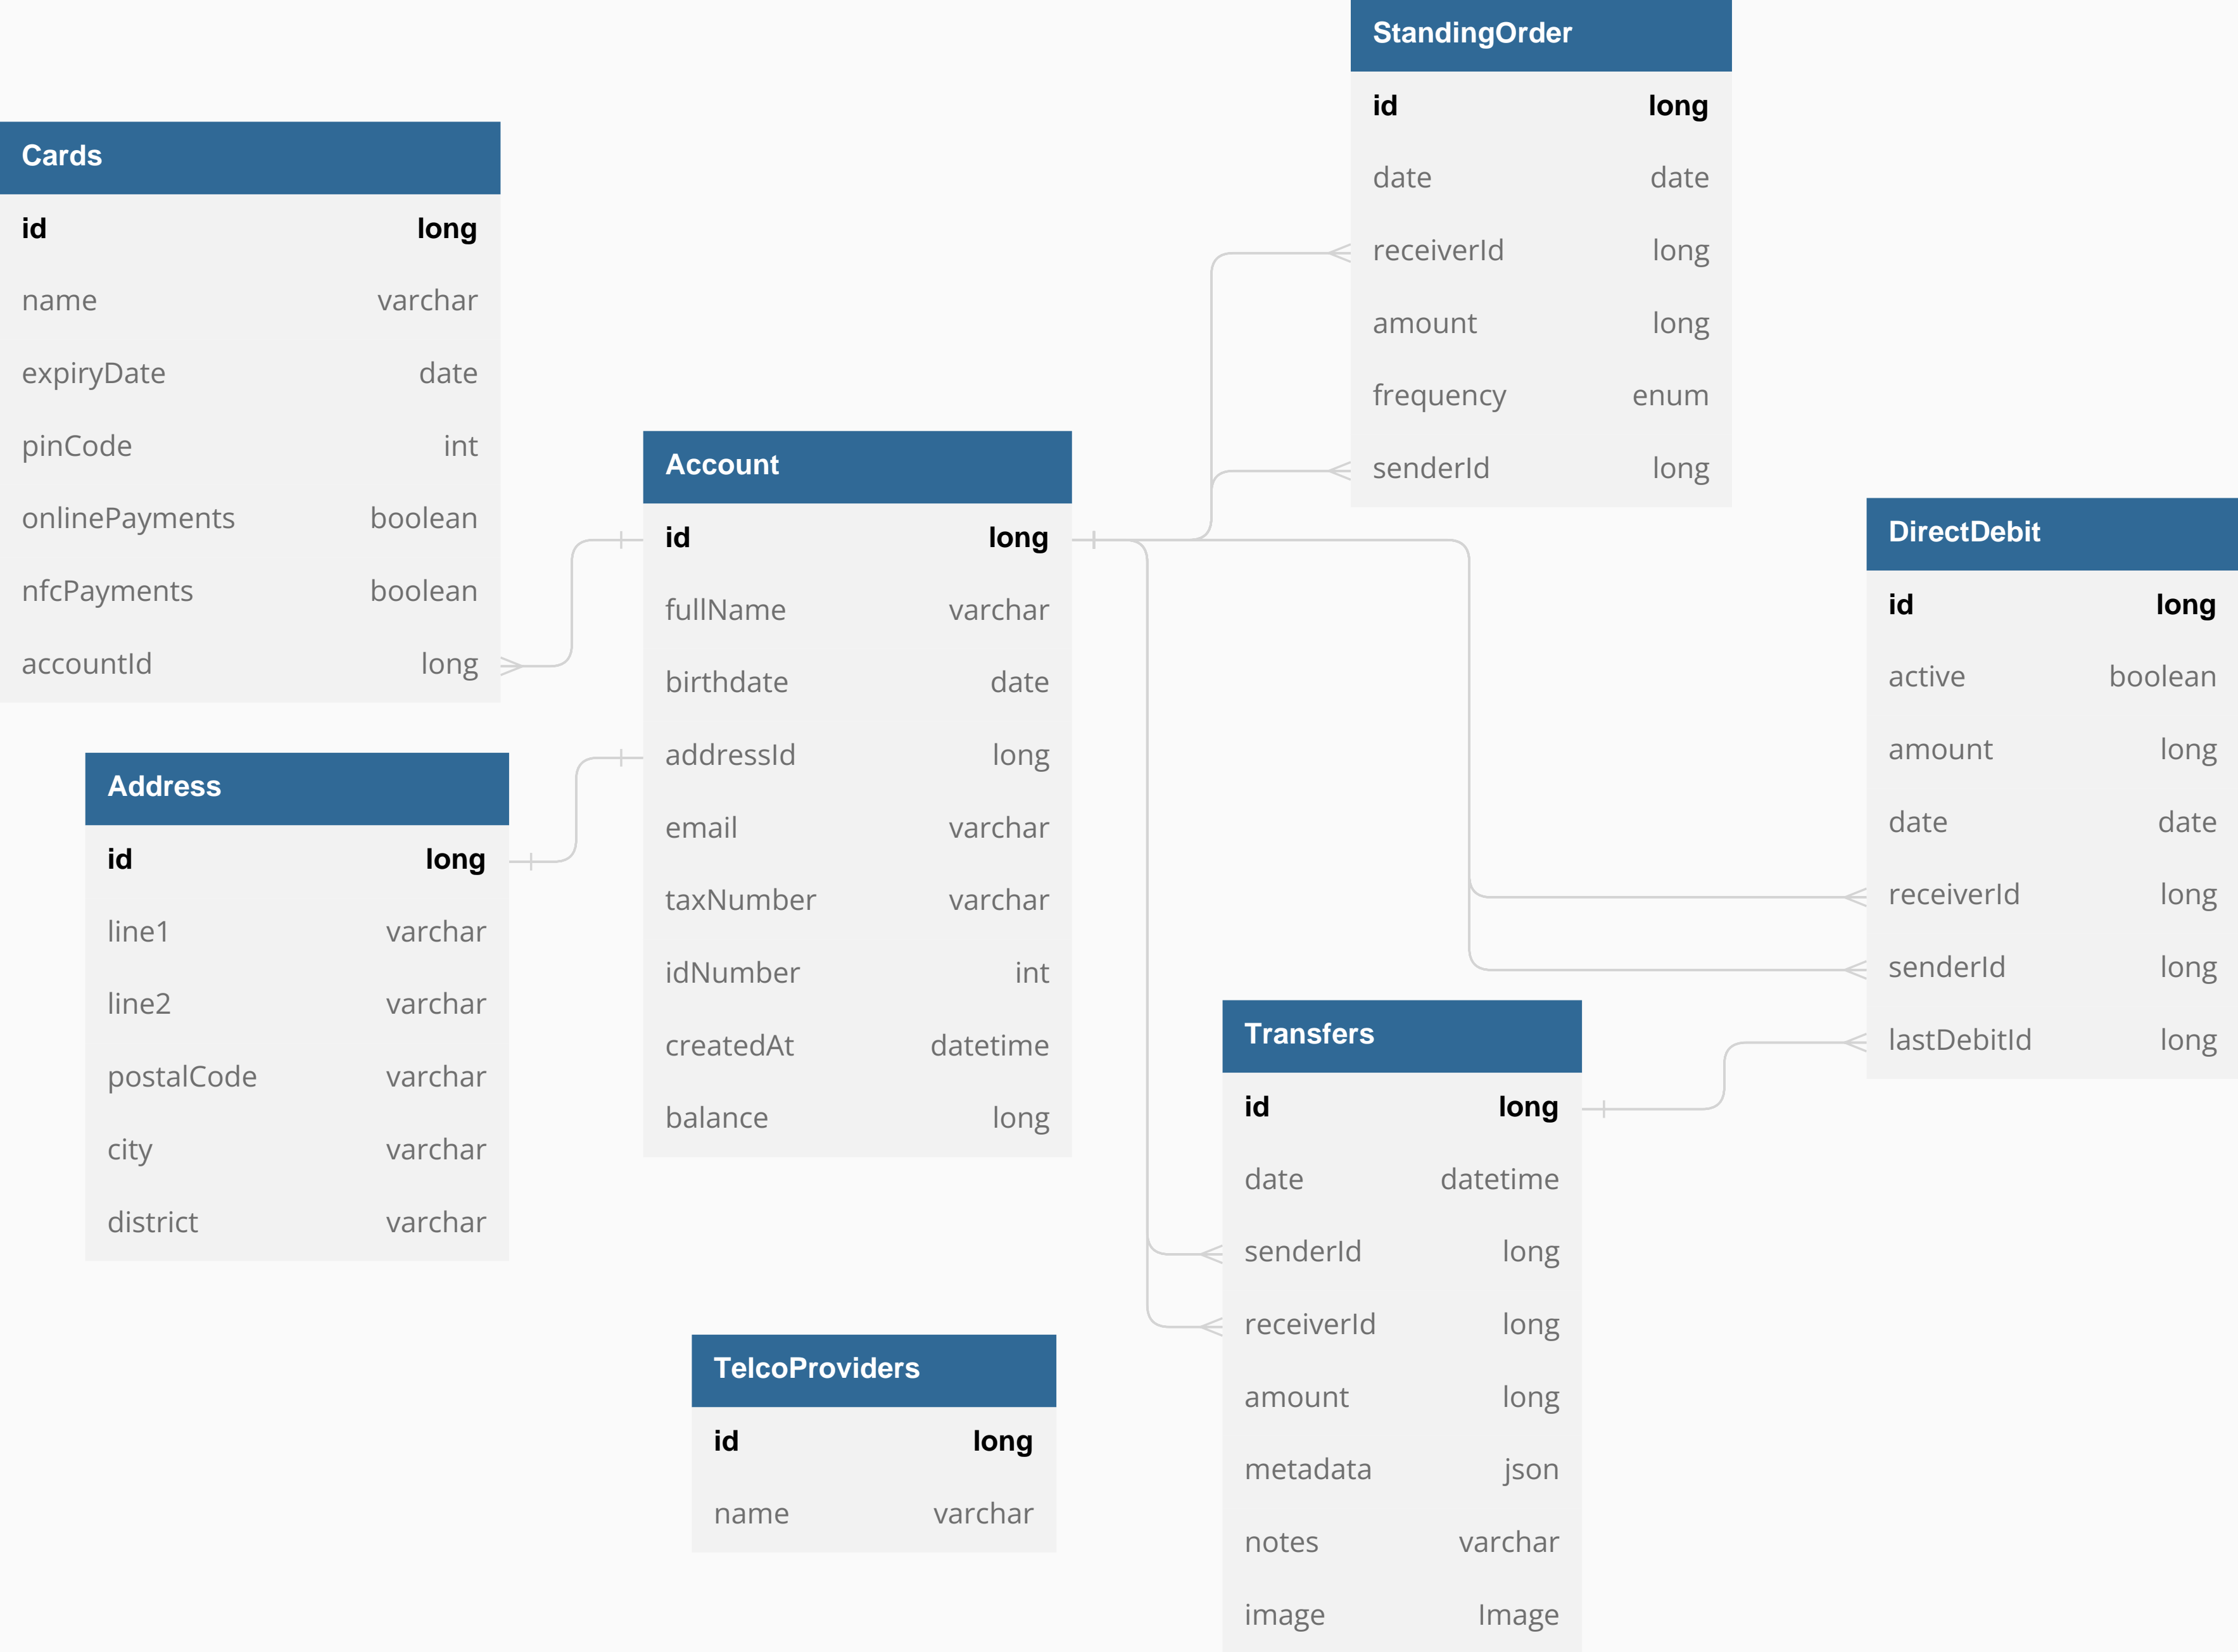 StandingOrder
id long
date date
receiverId long
amount long
frequency enum
senderId long
Cards
id long
name varchar
expiryDate date
pinCode int
onlinePayments boolean
nfcPayments boolean
accountId long
Account
id long
fullName varchar
birthdate date
addressId long
email varchar
taxNumber varchar
idNumber int
createdAt datetime
balance long
DirectDebit
id long
active boolean
amount long
date date
receiverId long
senderId long
lastDebitId long
Address
id long
line1 varchar
line2 varchar
postalCode varchar
city varchar
district varchar
Transfers
id long
date datetime
senderId long
receiverId long
amount long
metadata json
notes varchar
image Image
TelcoProviders
id long
name varchar